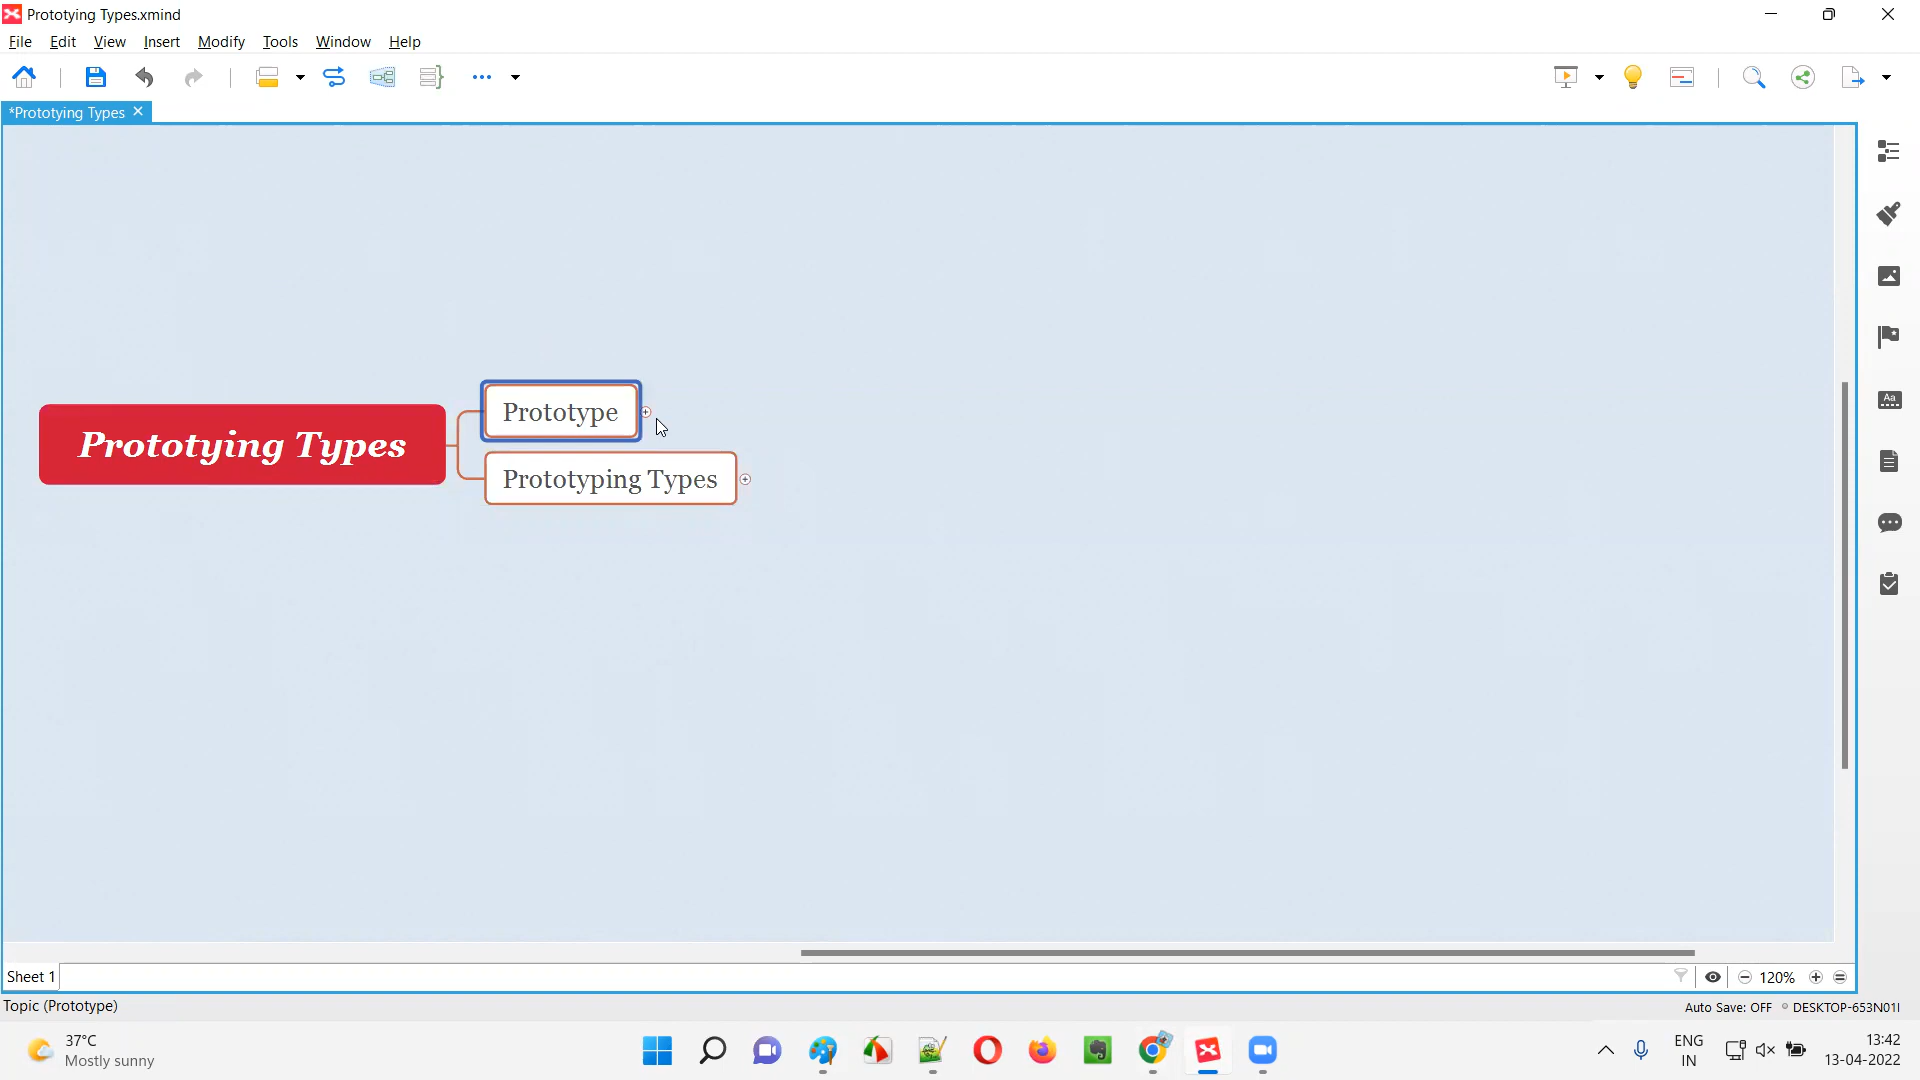 Prototying Types.xmind
File Edit View Insert Modify Tools Window Help
*Prototying Types
Prototype
Prototying Types
Prototyping Types
Aa
Sheet 1
120%
Topic (Prototype)
Auto Save: OFF DESKTOP-653N01I
37°C
Mostly sunny
ENG
IN
13:42
13-04-2022